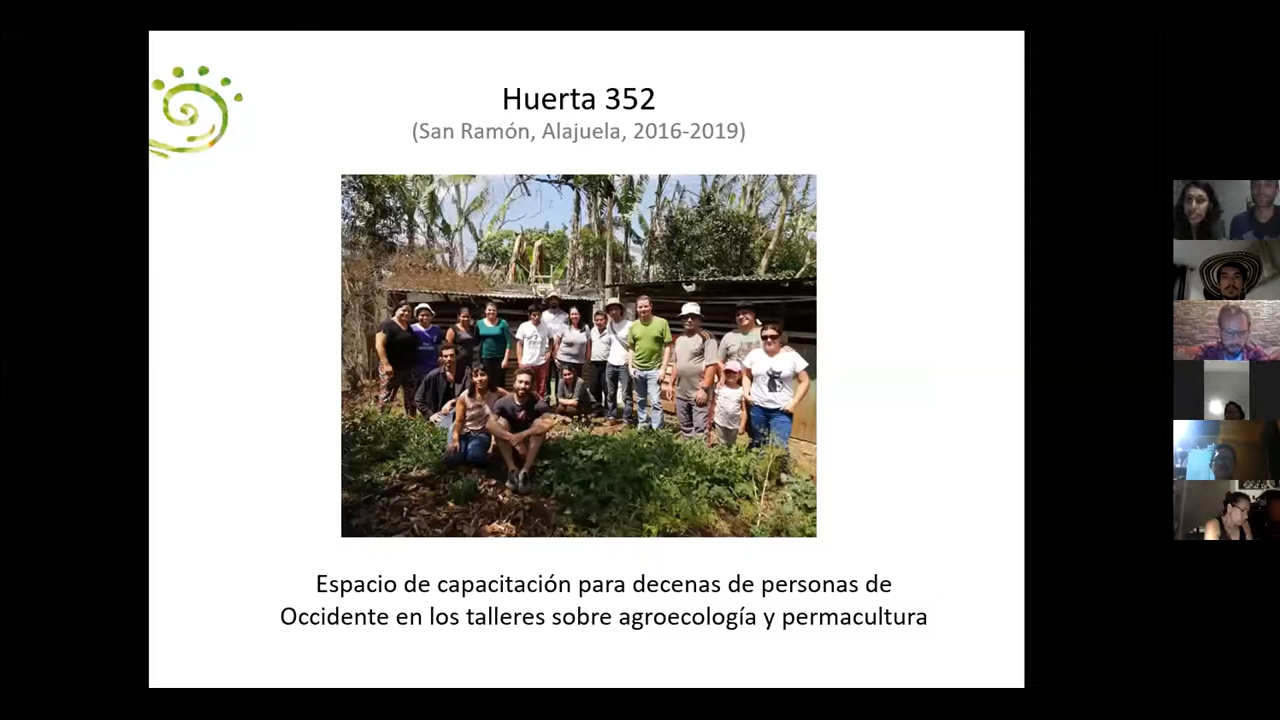 Huerta 352
(San Ramón, Alajuela, 2016-2019)
Espacio de capacitación para decenas de personas de
Occidente en los talleres sobre agroecología y permacultura